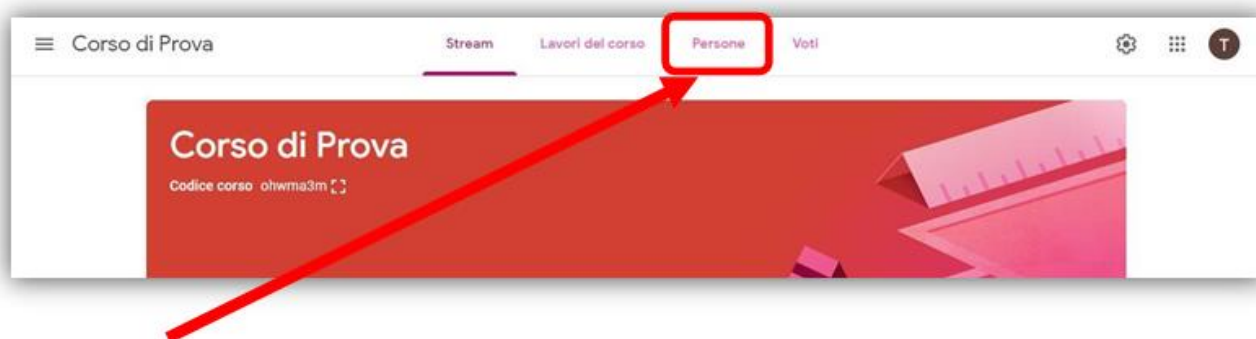 Corso di Prova
Stream Lavori del corso Persone Voti
T
Corso di Prova
Codice corso ohwma3m